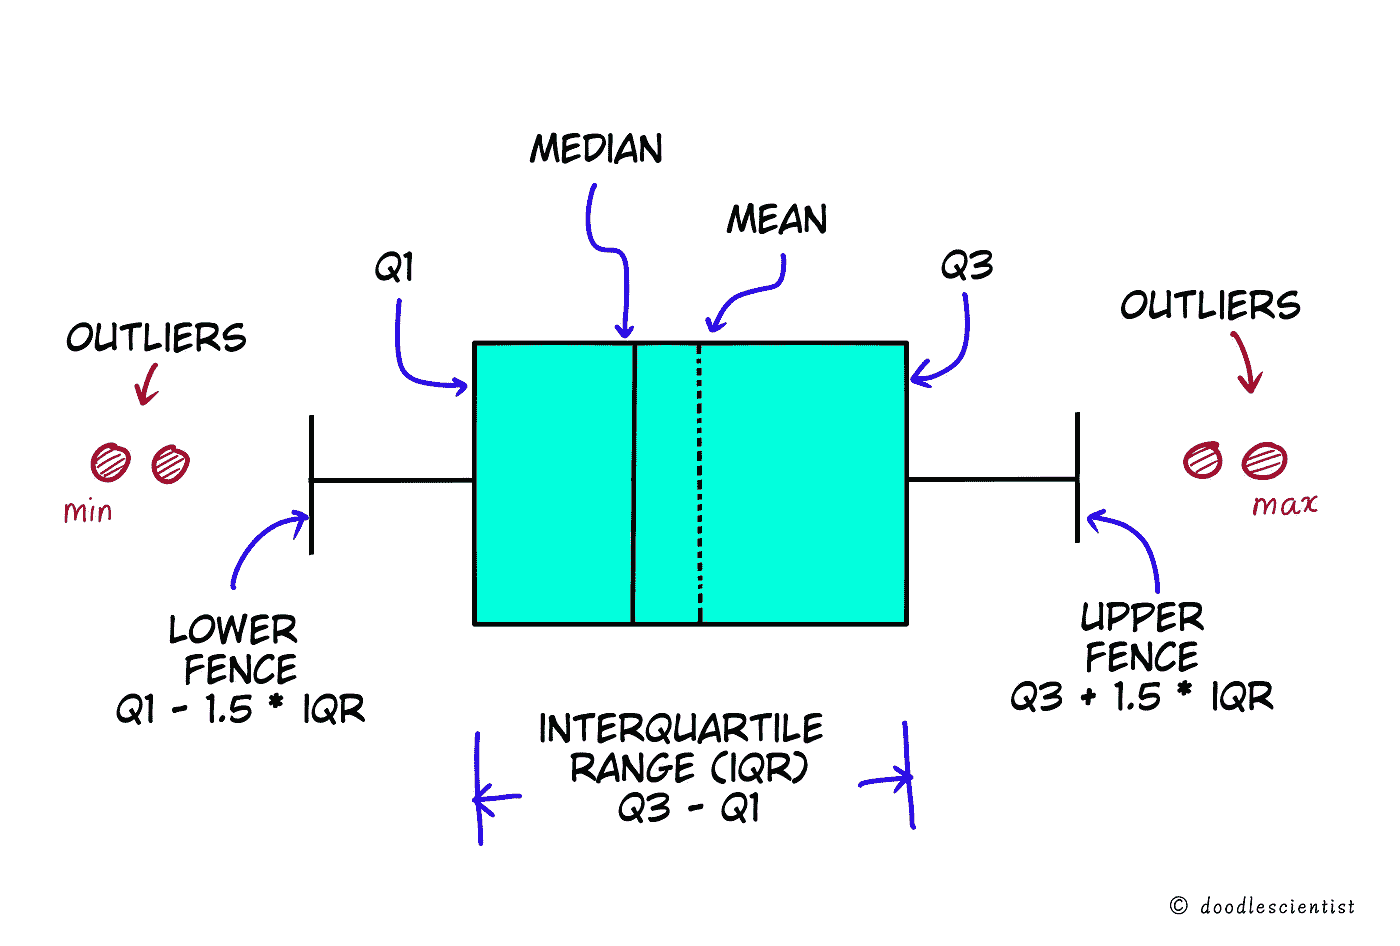 MEDIAN
MEAN
Q1
Q3
OUTLIERS
OUTLIERS
min
max
LOWER
FENCE
Q1 - 1.5 * IQR
UPPER
FENCE
Q3 + 1.5 * IQR
INTERQUARTILE
RANGE (IQR)
Q3 - Q1
© doodlescientist